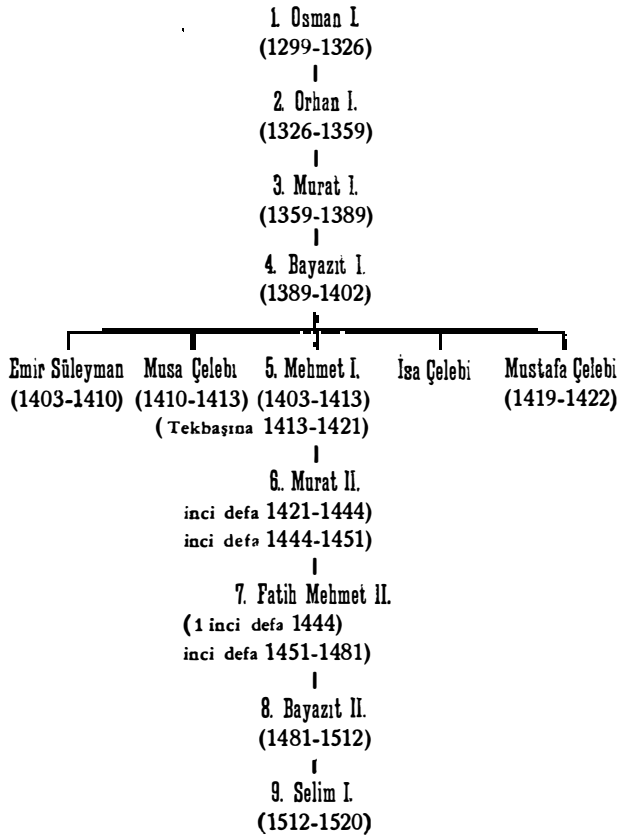 1. Osman I.
(1299-1326)
2. Orhan I.
(1326-1359)
3. Murat I.
(1359-1389)
4. Bayazıt I.
(1389-1402)
Emir Süleyman Musa Çelebı 5. Mehmet I. İsa Çelebi Mustafa Çelebi
(1403-1410) (1410-1413) (1403-1413) (1419-1422)
(Tekbaşına 1413-1421)
6.. Murat II.
inci defa 1421-1444)
inci defa 1444-1451)
7. Fatih Mehmet II.
(1 inci defa 1444)
inci defa 1451-1481)
8. Bayazıt II.
(1481-1512)
9. Selim I.
(1512-1520)